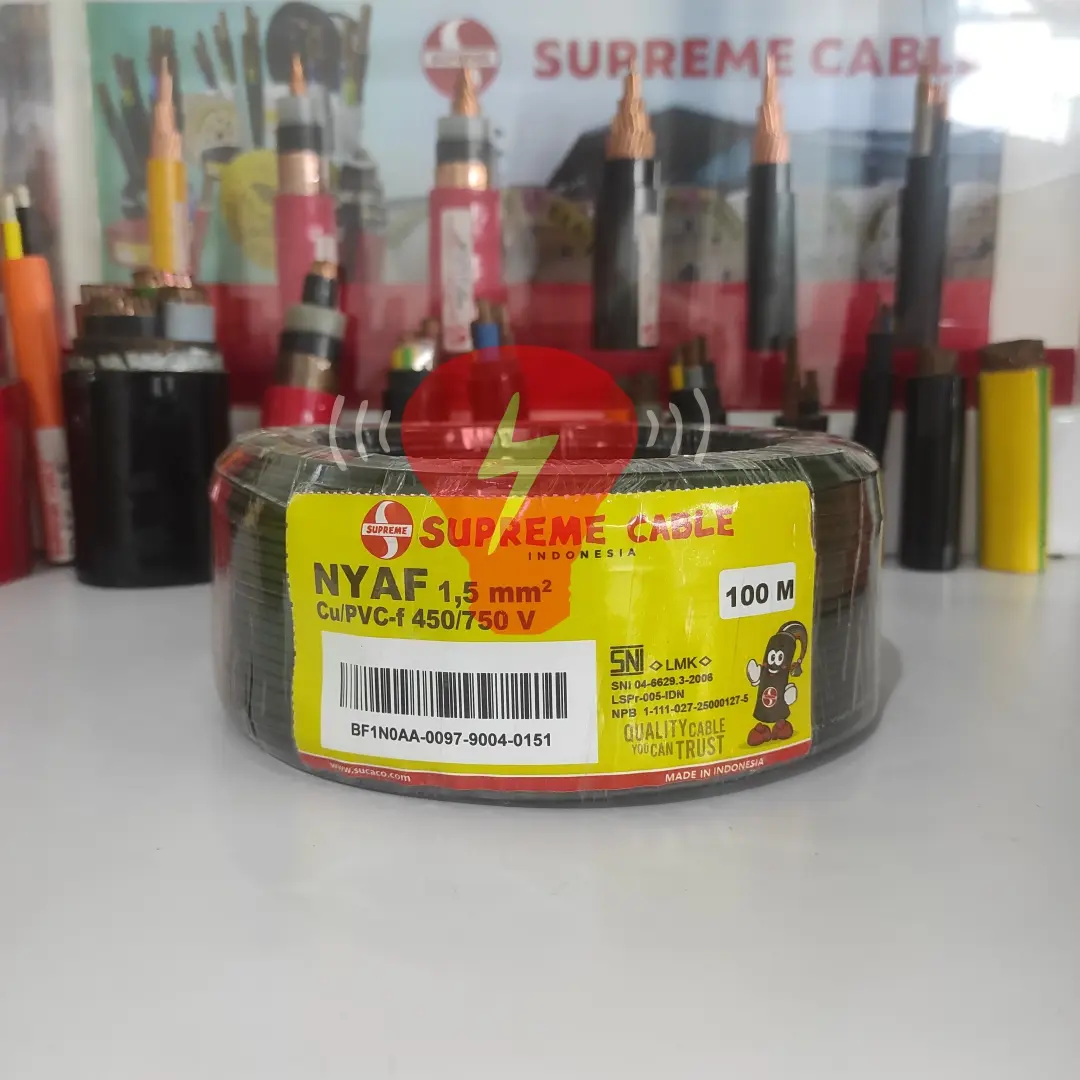 SUPREME CABLE
SUPREME
SUPREME CABLE
INDONESIA
NYAF 1,5 mm²
Cu/PVC-f 450/750 V
100 M
BF1N0AA-0097-9004-0151
SNI LMK
SNI 04-6629.3-2006
LSPr-005-IDN
NPB 1-111-027-25000127-5
QUALITY CABLE
YOU CAN TRUST
www.sucaco.com
MADE IN INDONESIA